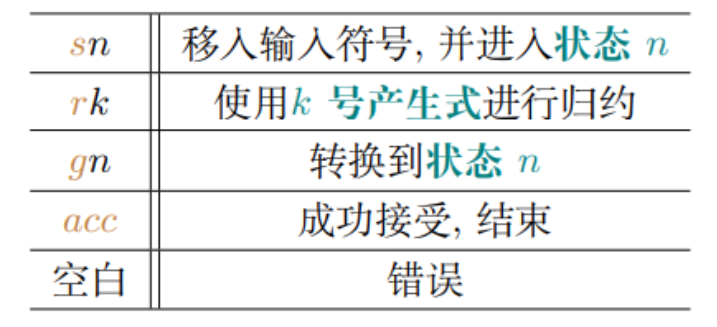 sn 移入输入符号, 并进入状态 n
rk 使用k 号产生式进行归约
gn 转换到状态 n
acc 成功接受, 结束
空白 错误